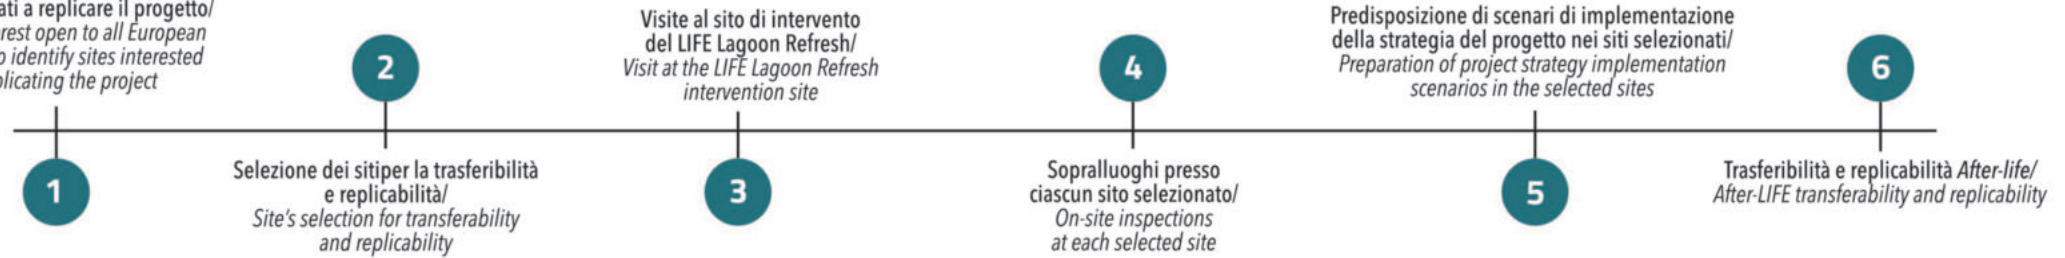 a replicare il progetto/
open to all European
identify sites interested
the project
1
2
Selezione dei sitiper la trasferibilità
e replicabilità/
Site's selection for transferability
and replicability
Visite al sito di intervento
del LIFE Lagoon Refresh/
Visit at the LIFE Lagoon Refresh
intervention site
3
4
Sopralluoghi presso
ciascun sito selezionato/
On-site inspections
at each selected site
Predisposizione di scenari di implementazione
della strategia del progetto nei siti selezionati/
Preparation of project strategy implementation
scenarios in the selected sites
5
6
Trasferibilità e replicabilità After-life/
After-LIFE transferability and replicability